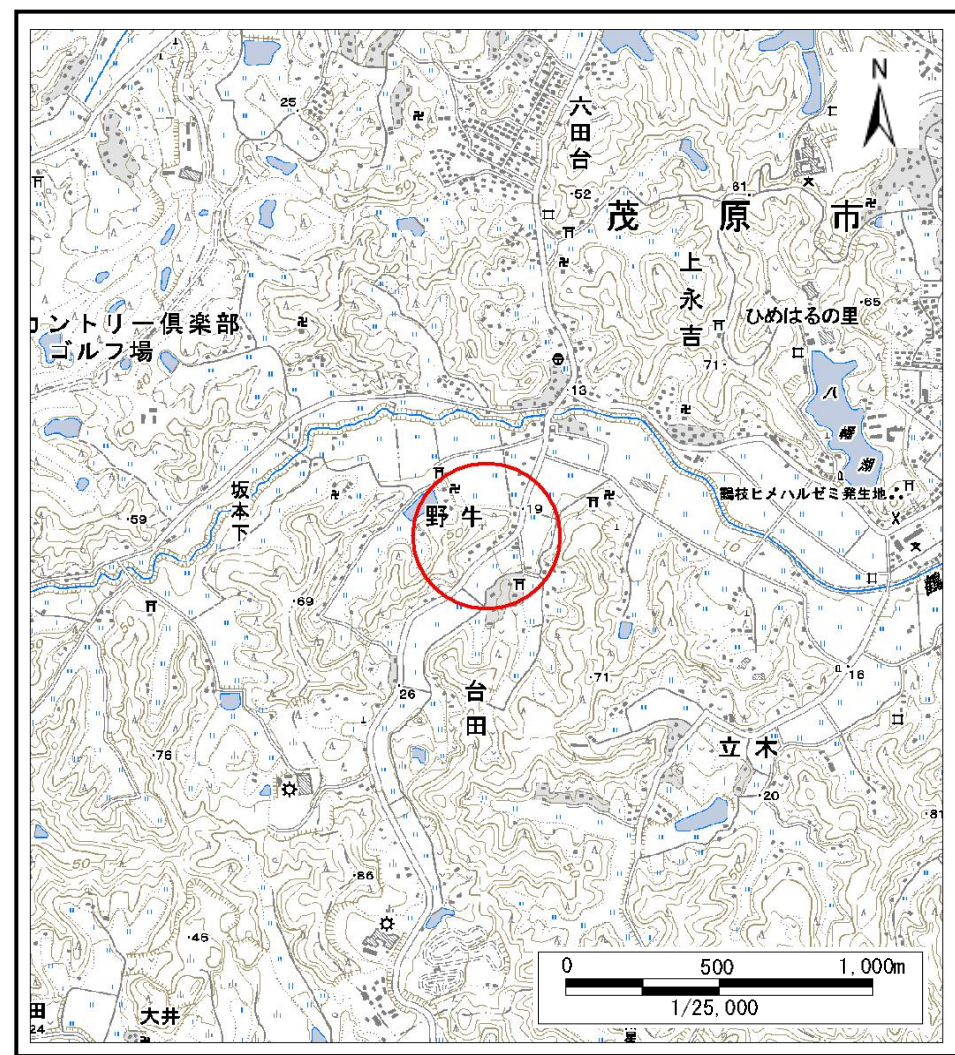 N
25
六田台
50
52
61
茂原市
上永吉
65
ひめはるの里
カントリー倶楽部
ゴルフ場
71
13
八幡湖
鶴枝ヒメハルゼミ発生地
坂本下
59
野牛
19
鶴
69
71
16
26
台田
立木
76
20
81
50
50
86
46
0 500 1,000m
1/25,000
田
24
大井